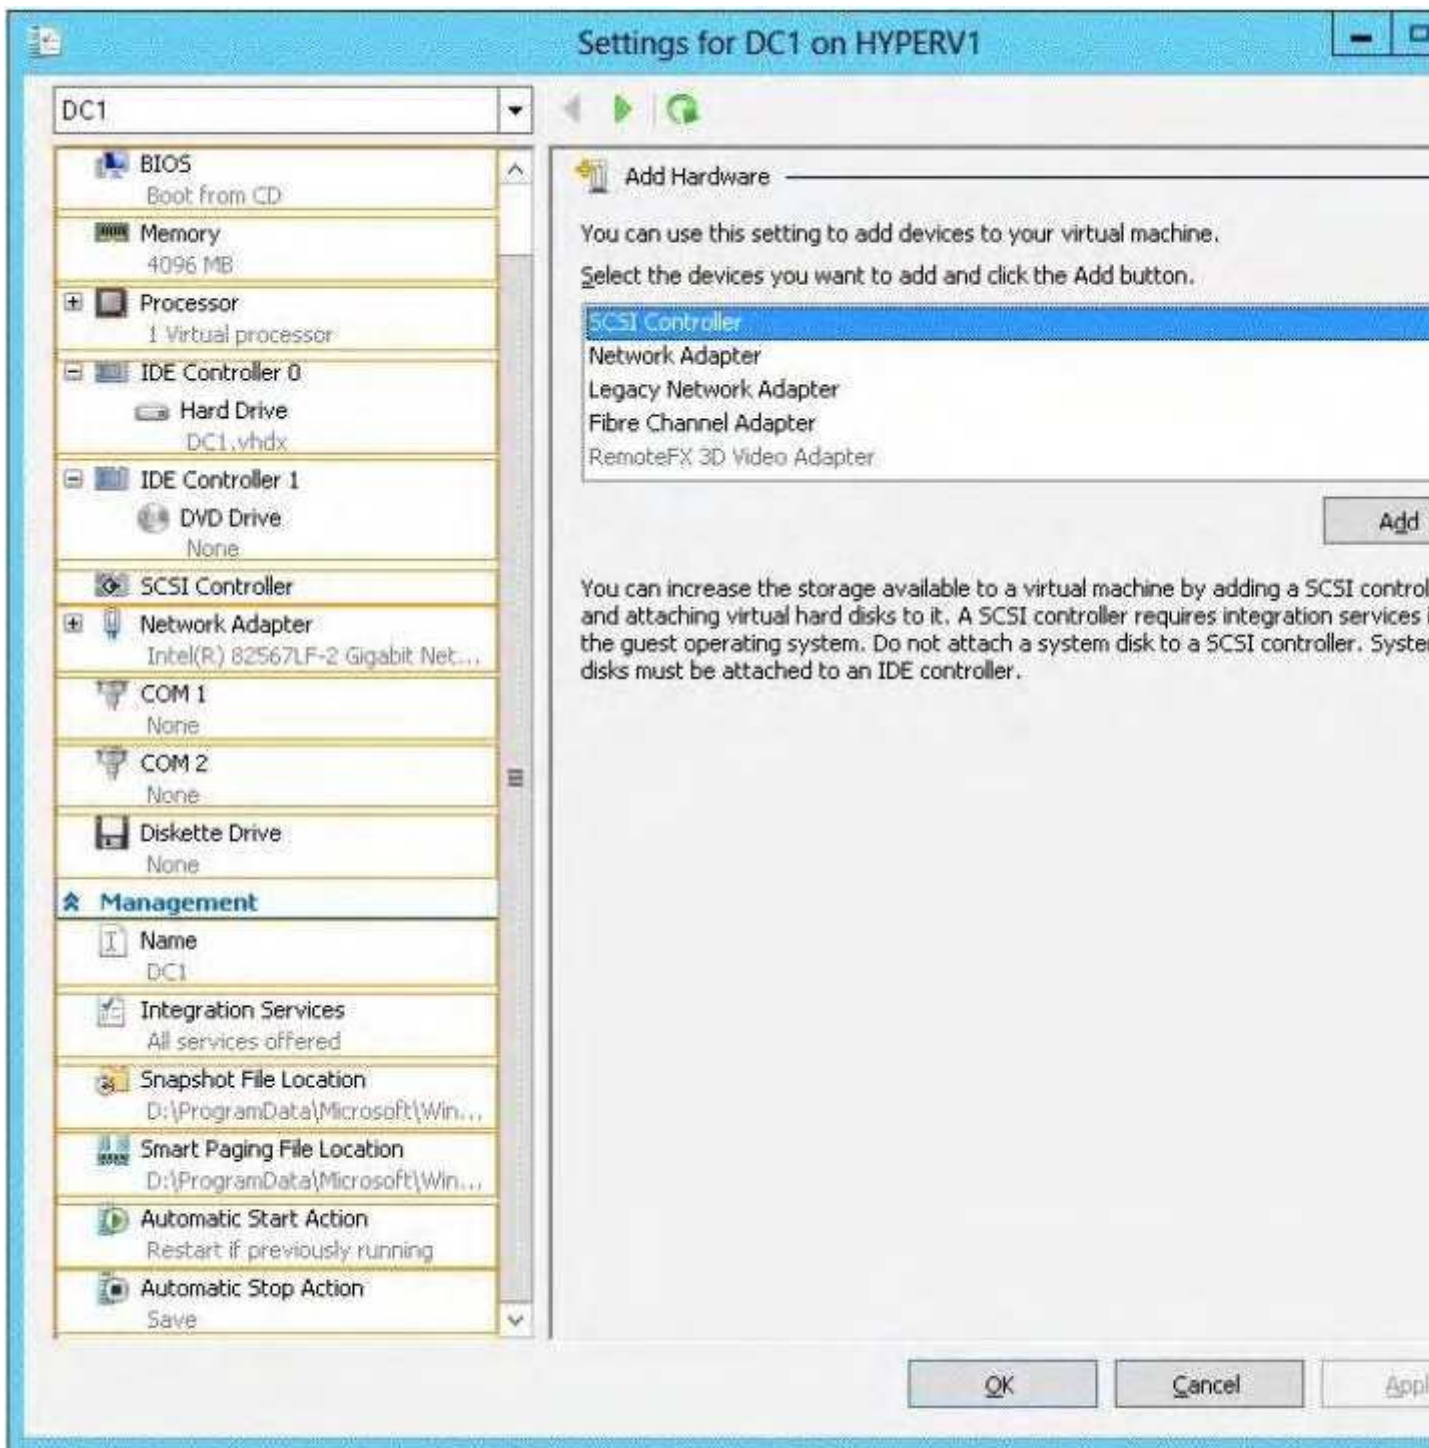 Settings for DC1 on HYPERV1
DC1
BIOS
Boot from CD
Memory
4096 MB
Processor
1 Virtual processor
IDE Controller 0
Hard Drive
DC1.vhdx
IDE Controller 1
DVD Drive
None
SCSI Controller
Network Adapter
Intel(R) 82567LF-2 Gigabit Net...
COM 1
None
COM 2
None
Diskette Drive
None
Management
Name
DC1
Integration Services
All services offered
Snapshot File Location
D:\ProgramData\Microsoft\Win...
Smart Paging File Location
D:\ProgramData\Microsoft\Win...
Automatic Start Action
Restart if previously running
Automatic Stop Action
Save
Add Hardware
You can use this setting to add devices to your virtual machine.
Select the devices you want to add and click the Add button.
SCSI Controller
Network Adapter
Legacy Network Adapter
Fibre Channel Adapter
RemoteFX 3D Video Adapter
Add
You can increase the storage available to a virtual machine by adding a SCSI control
and attaching virtual hard disks to it. A SCSI controller requires integration services i
the guest operating system. Do not attach a system disk to a SCSI controller. Syste
disks must be attached to an IDE controller.
OK
Cancel
Appl